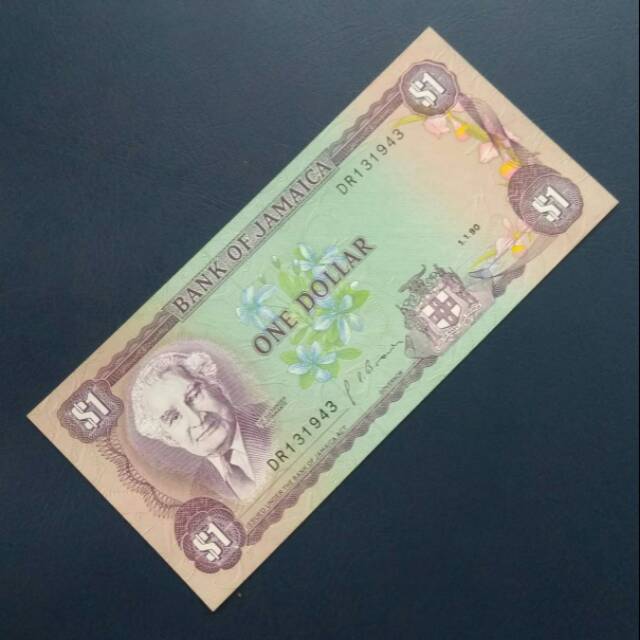 $1
BANK OF JAMAICA
DR131943
$1
1.1.90
ONE DOLLAR
DR131943
$1
$1